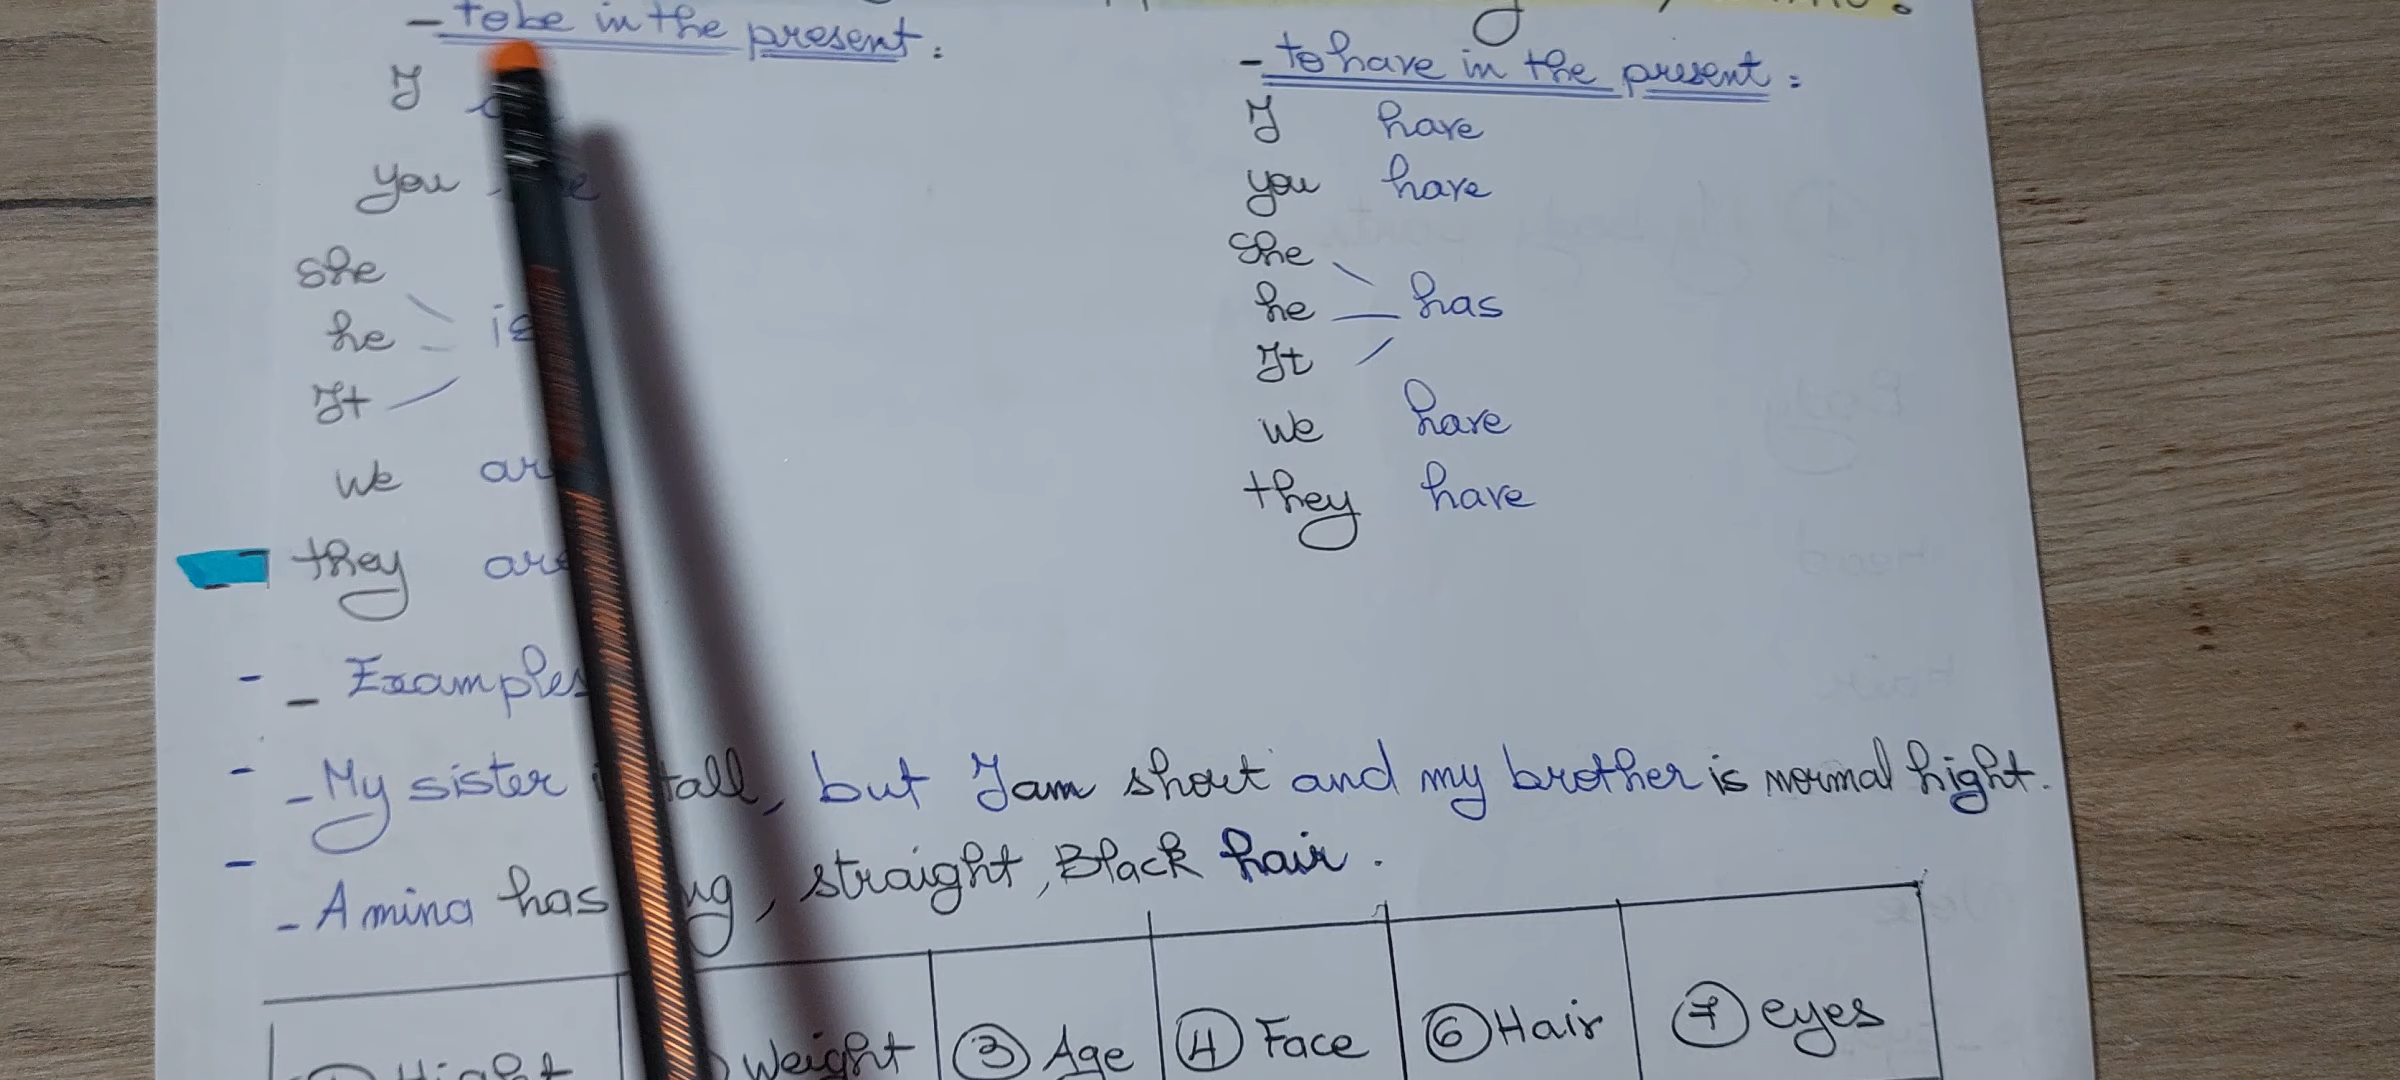 - to be in the present :
I
you
she
he is
It
we
they are
- Examples
- My sister tall, but I am short and my brother is normal hight.
- Amina has, straight, Black hair.
- to have in the present :
I have
you have
she
he has
It
we have
they have
Weight
3 Age
4 Face
6 Hair
7 eyes